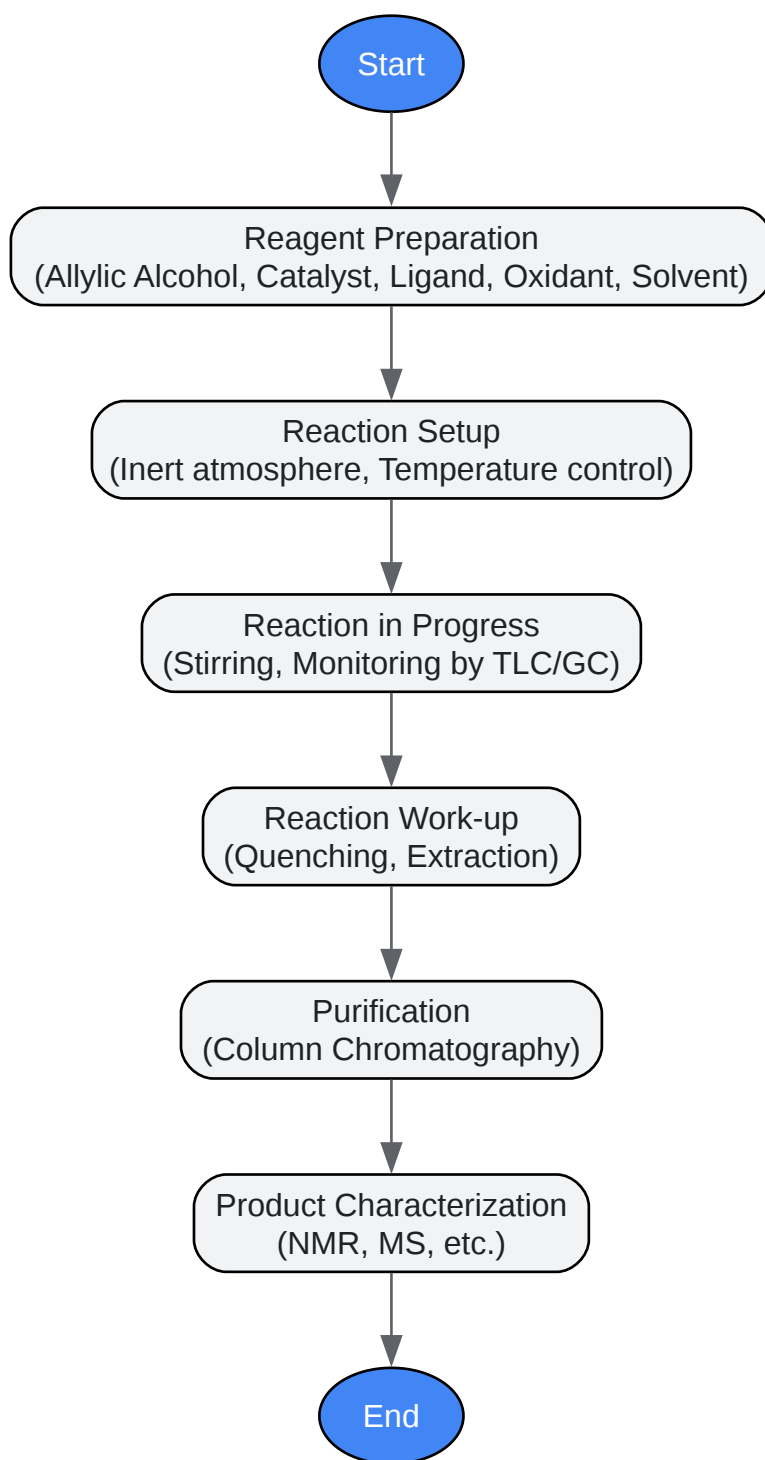 Start
Reagent Preparation
(Allylic Alcohol, Catalyst, Ligand, Oxidant, Solvent)
Reaction Setup
(Inert atmosphere, Temperature control)
Reaction in Progress
(Stirring, Monitoring by TLC/GC)
Reaction Work-up
(Quenching, Extraction)
Purification
(Column Chromatography)
Product Characterization
(NMR, MS, etc.)
End